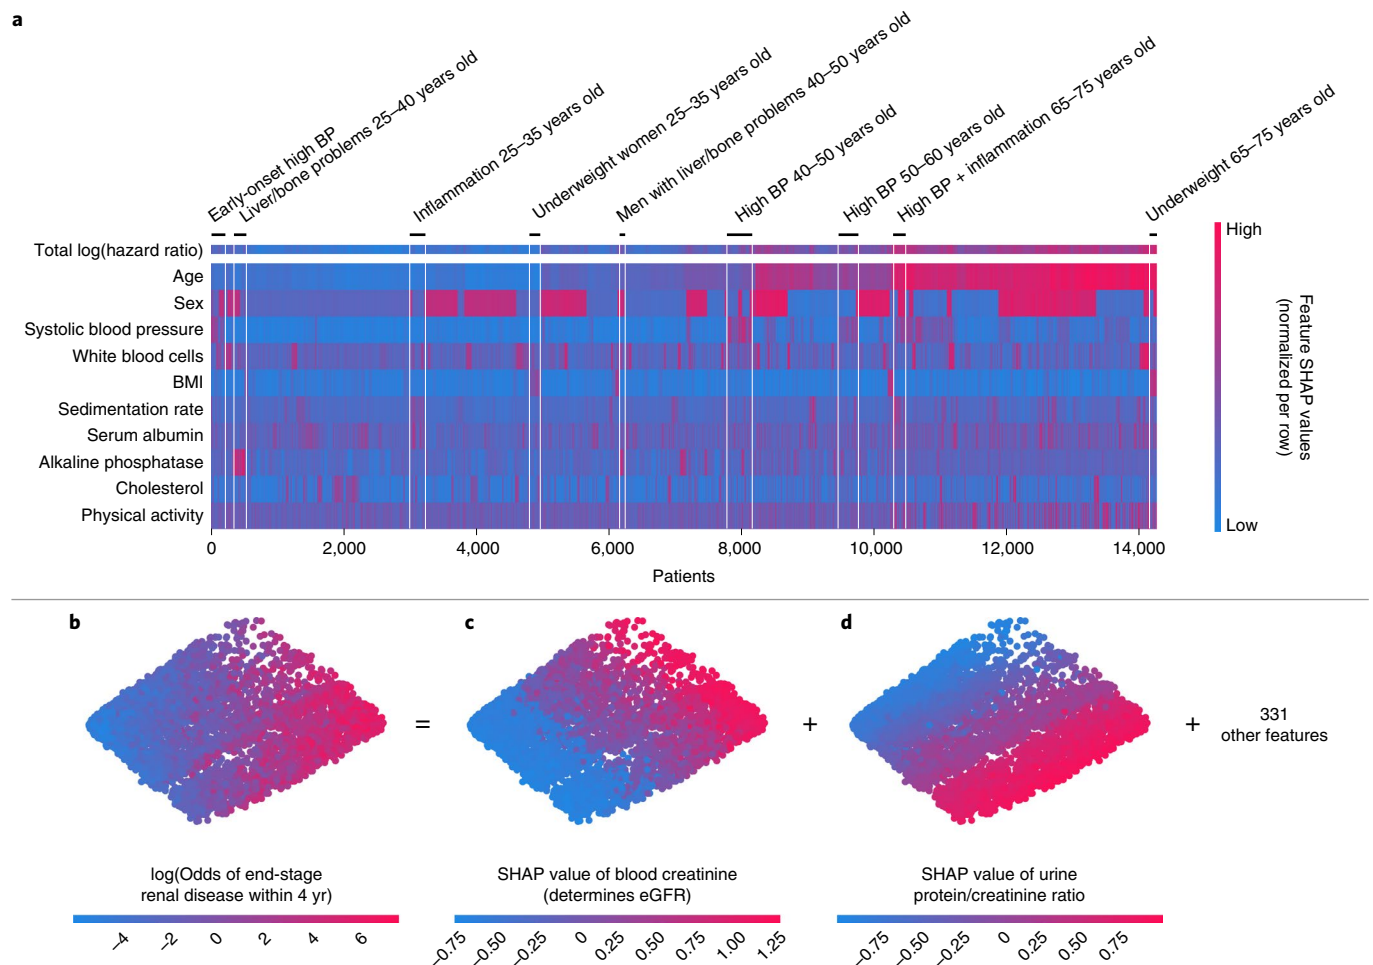 a
Early-onset high BP
Liver/bone problems 25–40 years old
Inflammation 25–35 years old
Underweight women 25–35 years old
Men with liver/bone problems 40–50 years old
High BP 40–50 years old
High BP 50–60 years old
High BP + inflammation 65–75 years old
Underweight 65–75 years old
Total log(hazard ratio)
Age
Sex
Systolic blood pressure
White blood cells
BMI
Sedimentation rate
Serum albumin
Alkaline phosphatase
Cholesterol
Physical activity
0 2,000 4,000 6,000 8,000 10,000 12,000 14,000
Patients
High
Low
Feature SHAP values
(normalized per row)
b
c
d
=
+
+
331
other features
log(Odds of end-stage
renal disease within 4 yr)
–4 –2 0 2 4 6
SHAP value of blood creatinine
(determines eGFR)
–0.75 –0.50 –0.25 0 0.25 0.50 0.75 1.00 1.25
SHAP value of urine
protein/creatinine ratio
–0.75 –0.50 –0.25 0 0.25 0.50 0.75